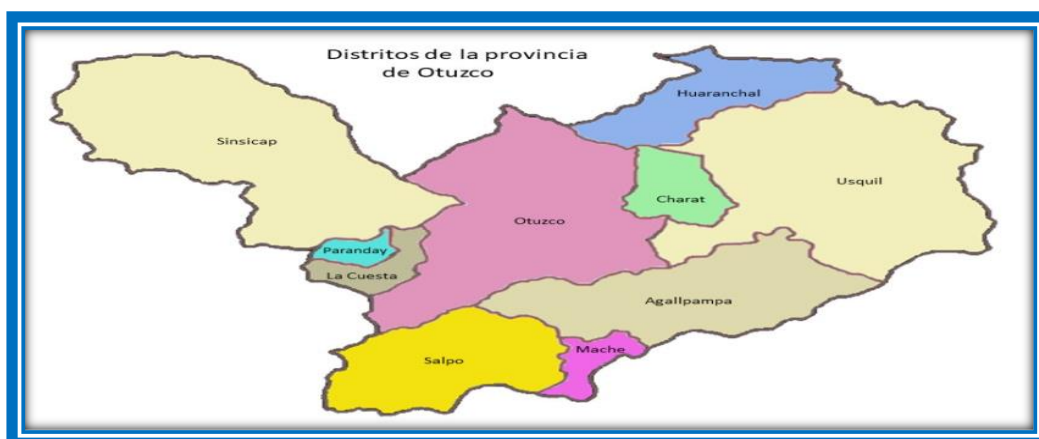 Distritos de la provincia
de Otuzco
Huaranchal
Sinsicap
Usquil
Charat
Otuzco
Paranday
La Cuesta
Agallpampa
Mache
Salpo